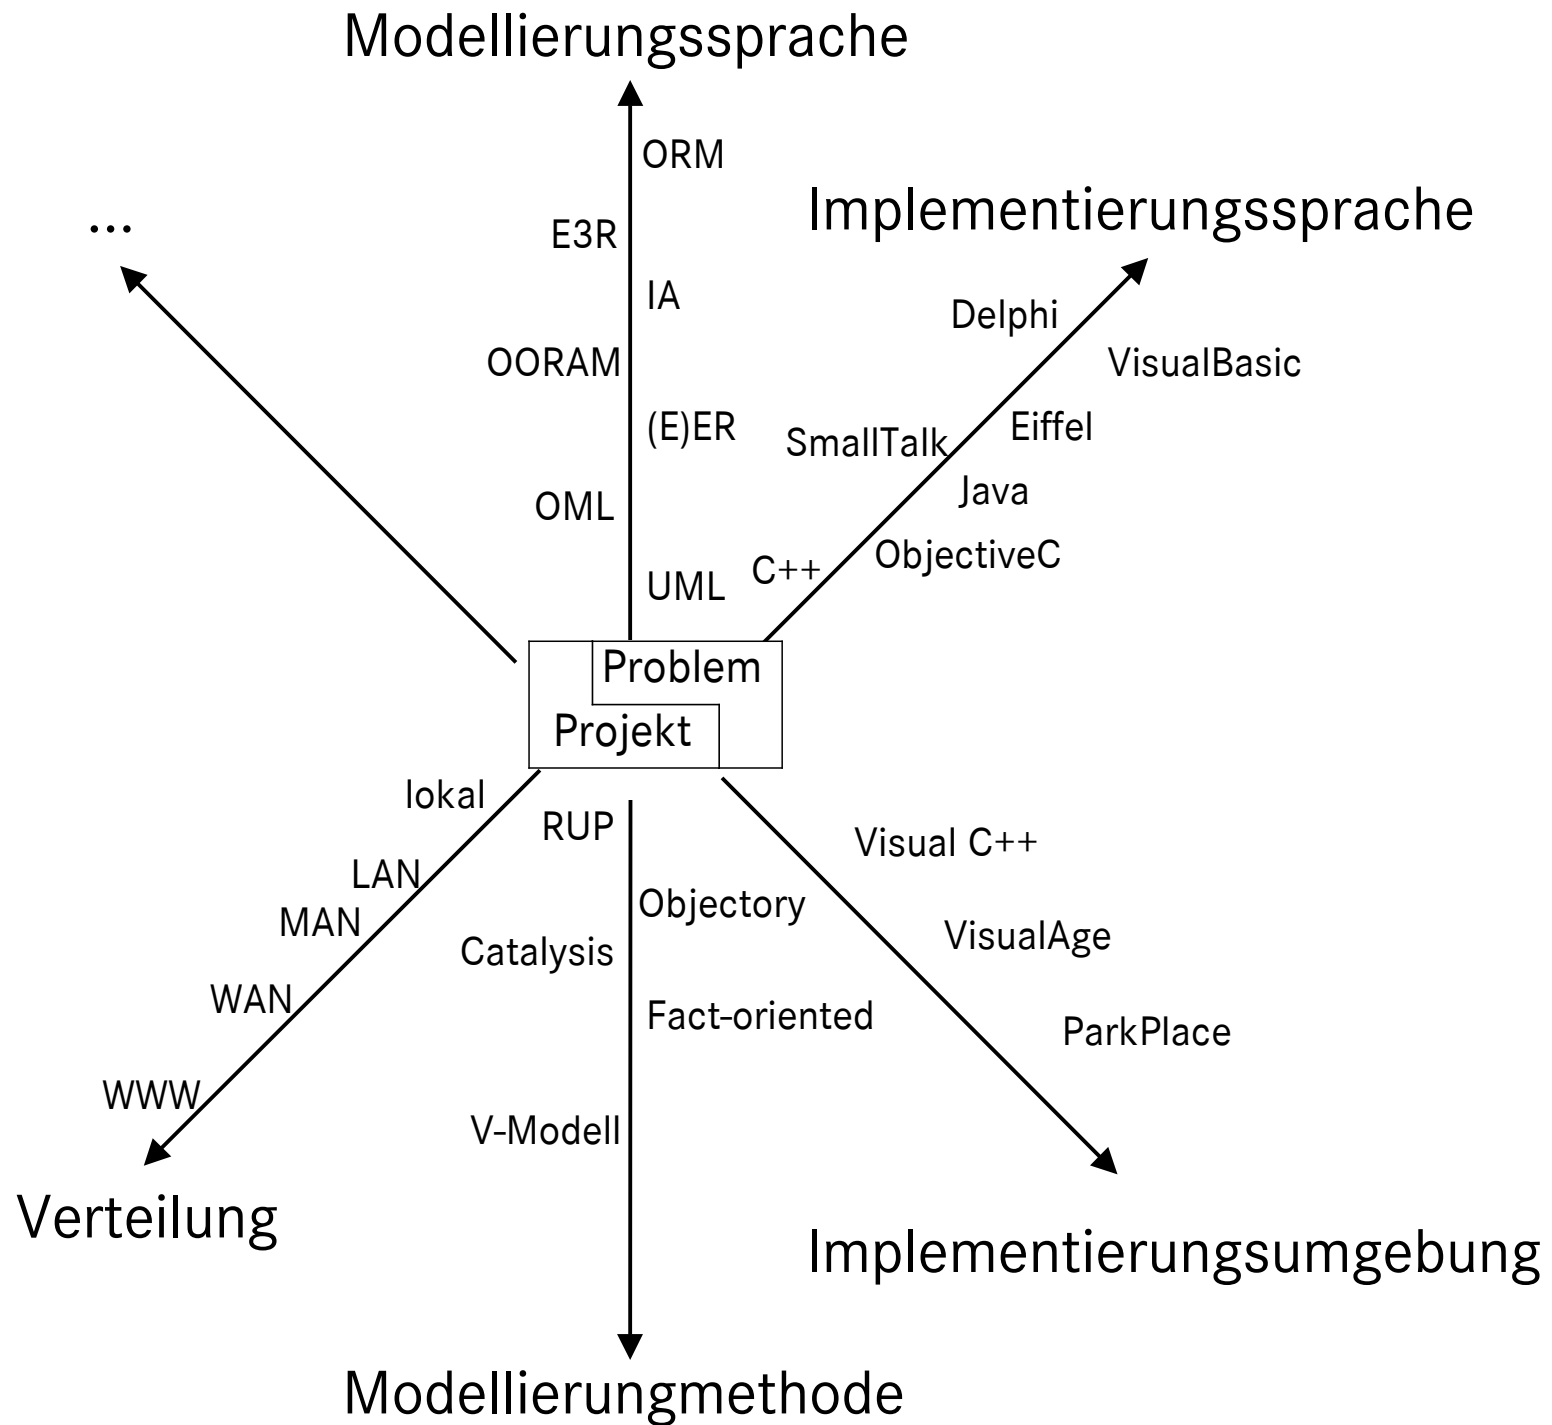 Modellierungssprache
ORM
...
Implementierungssprache
E3R
IA
Delphi
OORAM
VisualBasic
(E)ER
Eiffel
SmallTalk
Java
OML
ObjectiveC
C++
UML
Problem
Projekt
lokal
RUP
Visual C++
LAN
Objectory
MAN
VisualAge
Catalysis
WAN
Fact-oriented
ParkPlace
WWW
V-Modell
Verteilung
Implementierungsumgebung
Modellierungmethode